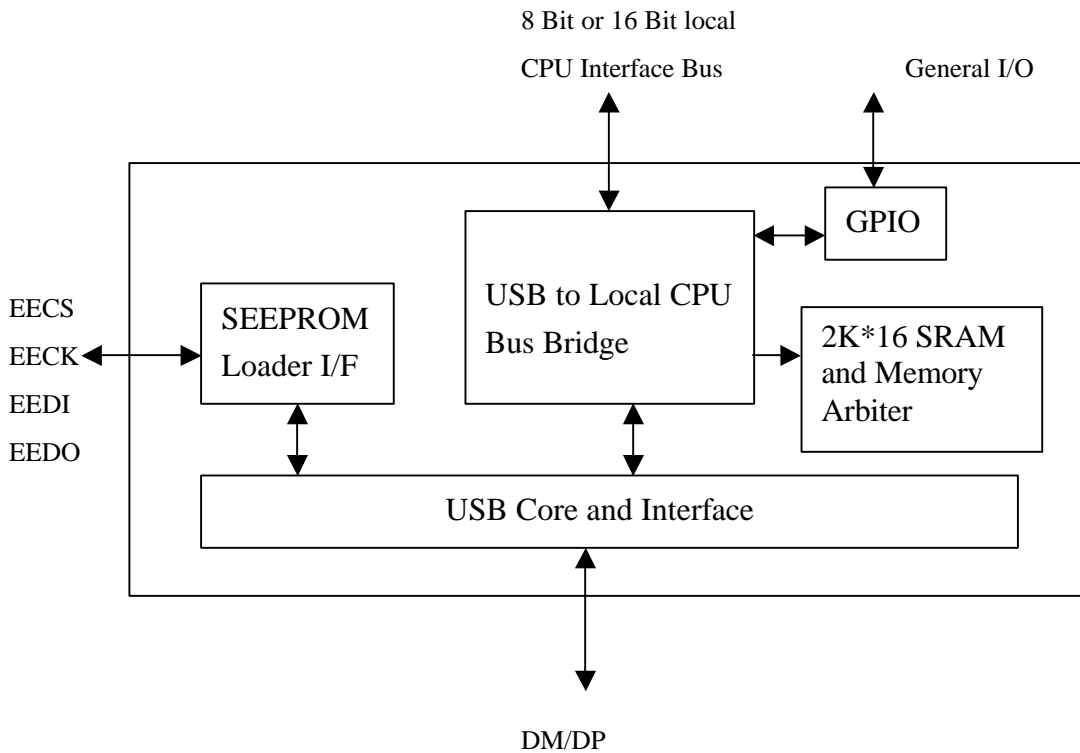 8 Bit or 16 Bit local
CPU Interface Bus
General I/O
GPIO
USB to Local CPU
Bus Bridge
SEEPROM
Loader I/F
2K*16 SRAM
and Memory
Arbiter
EECS
EECK
EEDI
EEDO
USB Core and Interface
DM/DP